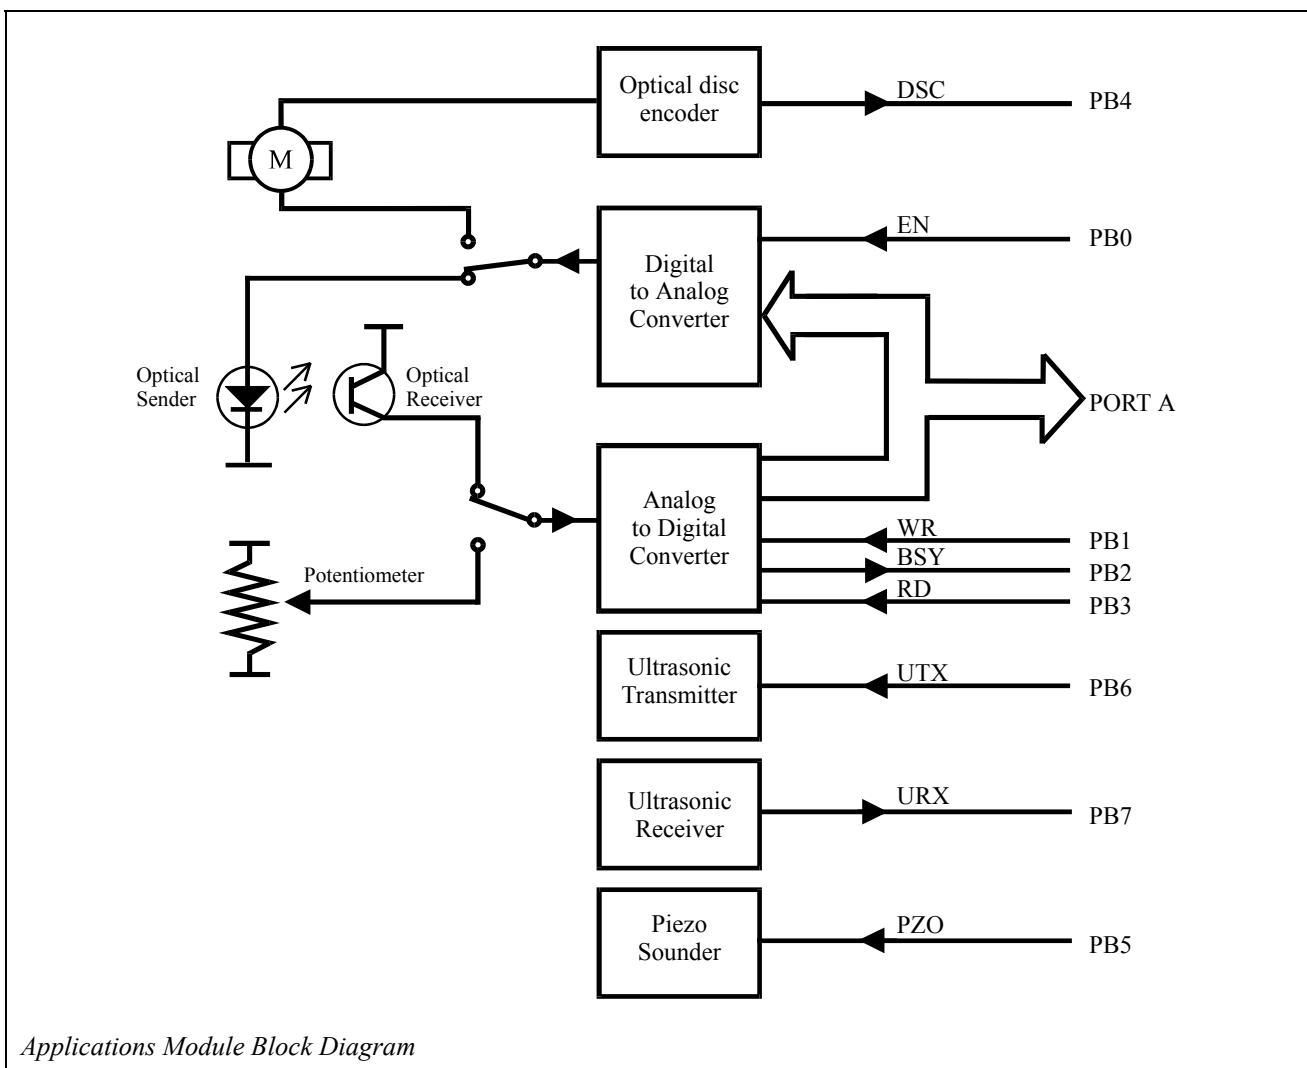 Optical disc
encoder
DSC
PB4
M
EN
PB0
Digital
to Analog
Converter
Optical
Sender
Optical
Receiver
PORT A
Analog
to Digital
Converter
WR
PB1
BSY
PB2
RD
PB3
Potentiometer
Ultrasonic
Transmitter
UTX
PB6
Ultrasonic
Receiver
URX
PB7
Piezo
Sounder
PZO
PB5
Applications Module Block Diagram